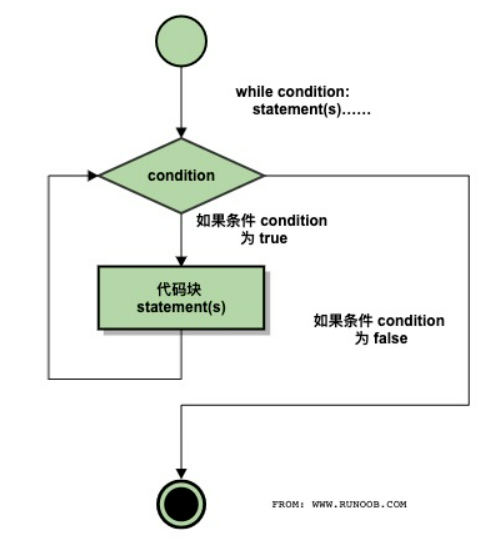 while condition:
statement(s)……
condition
如果条件 condition
为 true
代码块
statement(s)
如果条件 condition
为 false
FROM: WWW.RUNOOB.COM